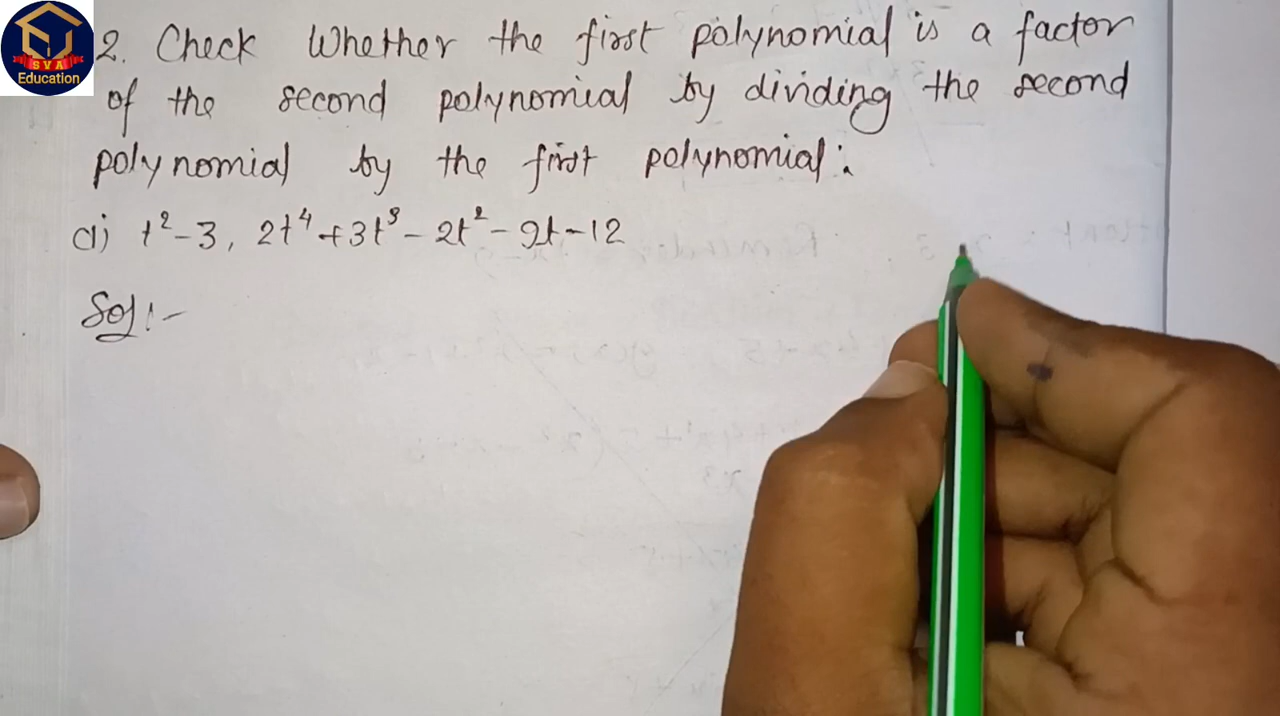 SVA
Education
2. Check Whether the first polynomial is a factor
of the second polynomial by dividing the second
polynomial by the first polynomial:
a) t² - 3, 2t⁴ + 3t³ - 2t² - 9t - 12
Sol:-